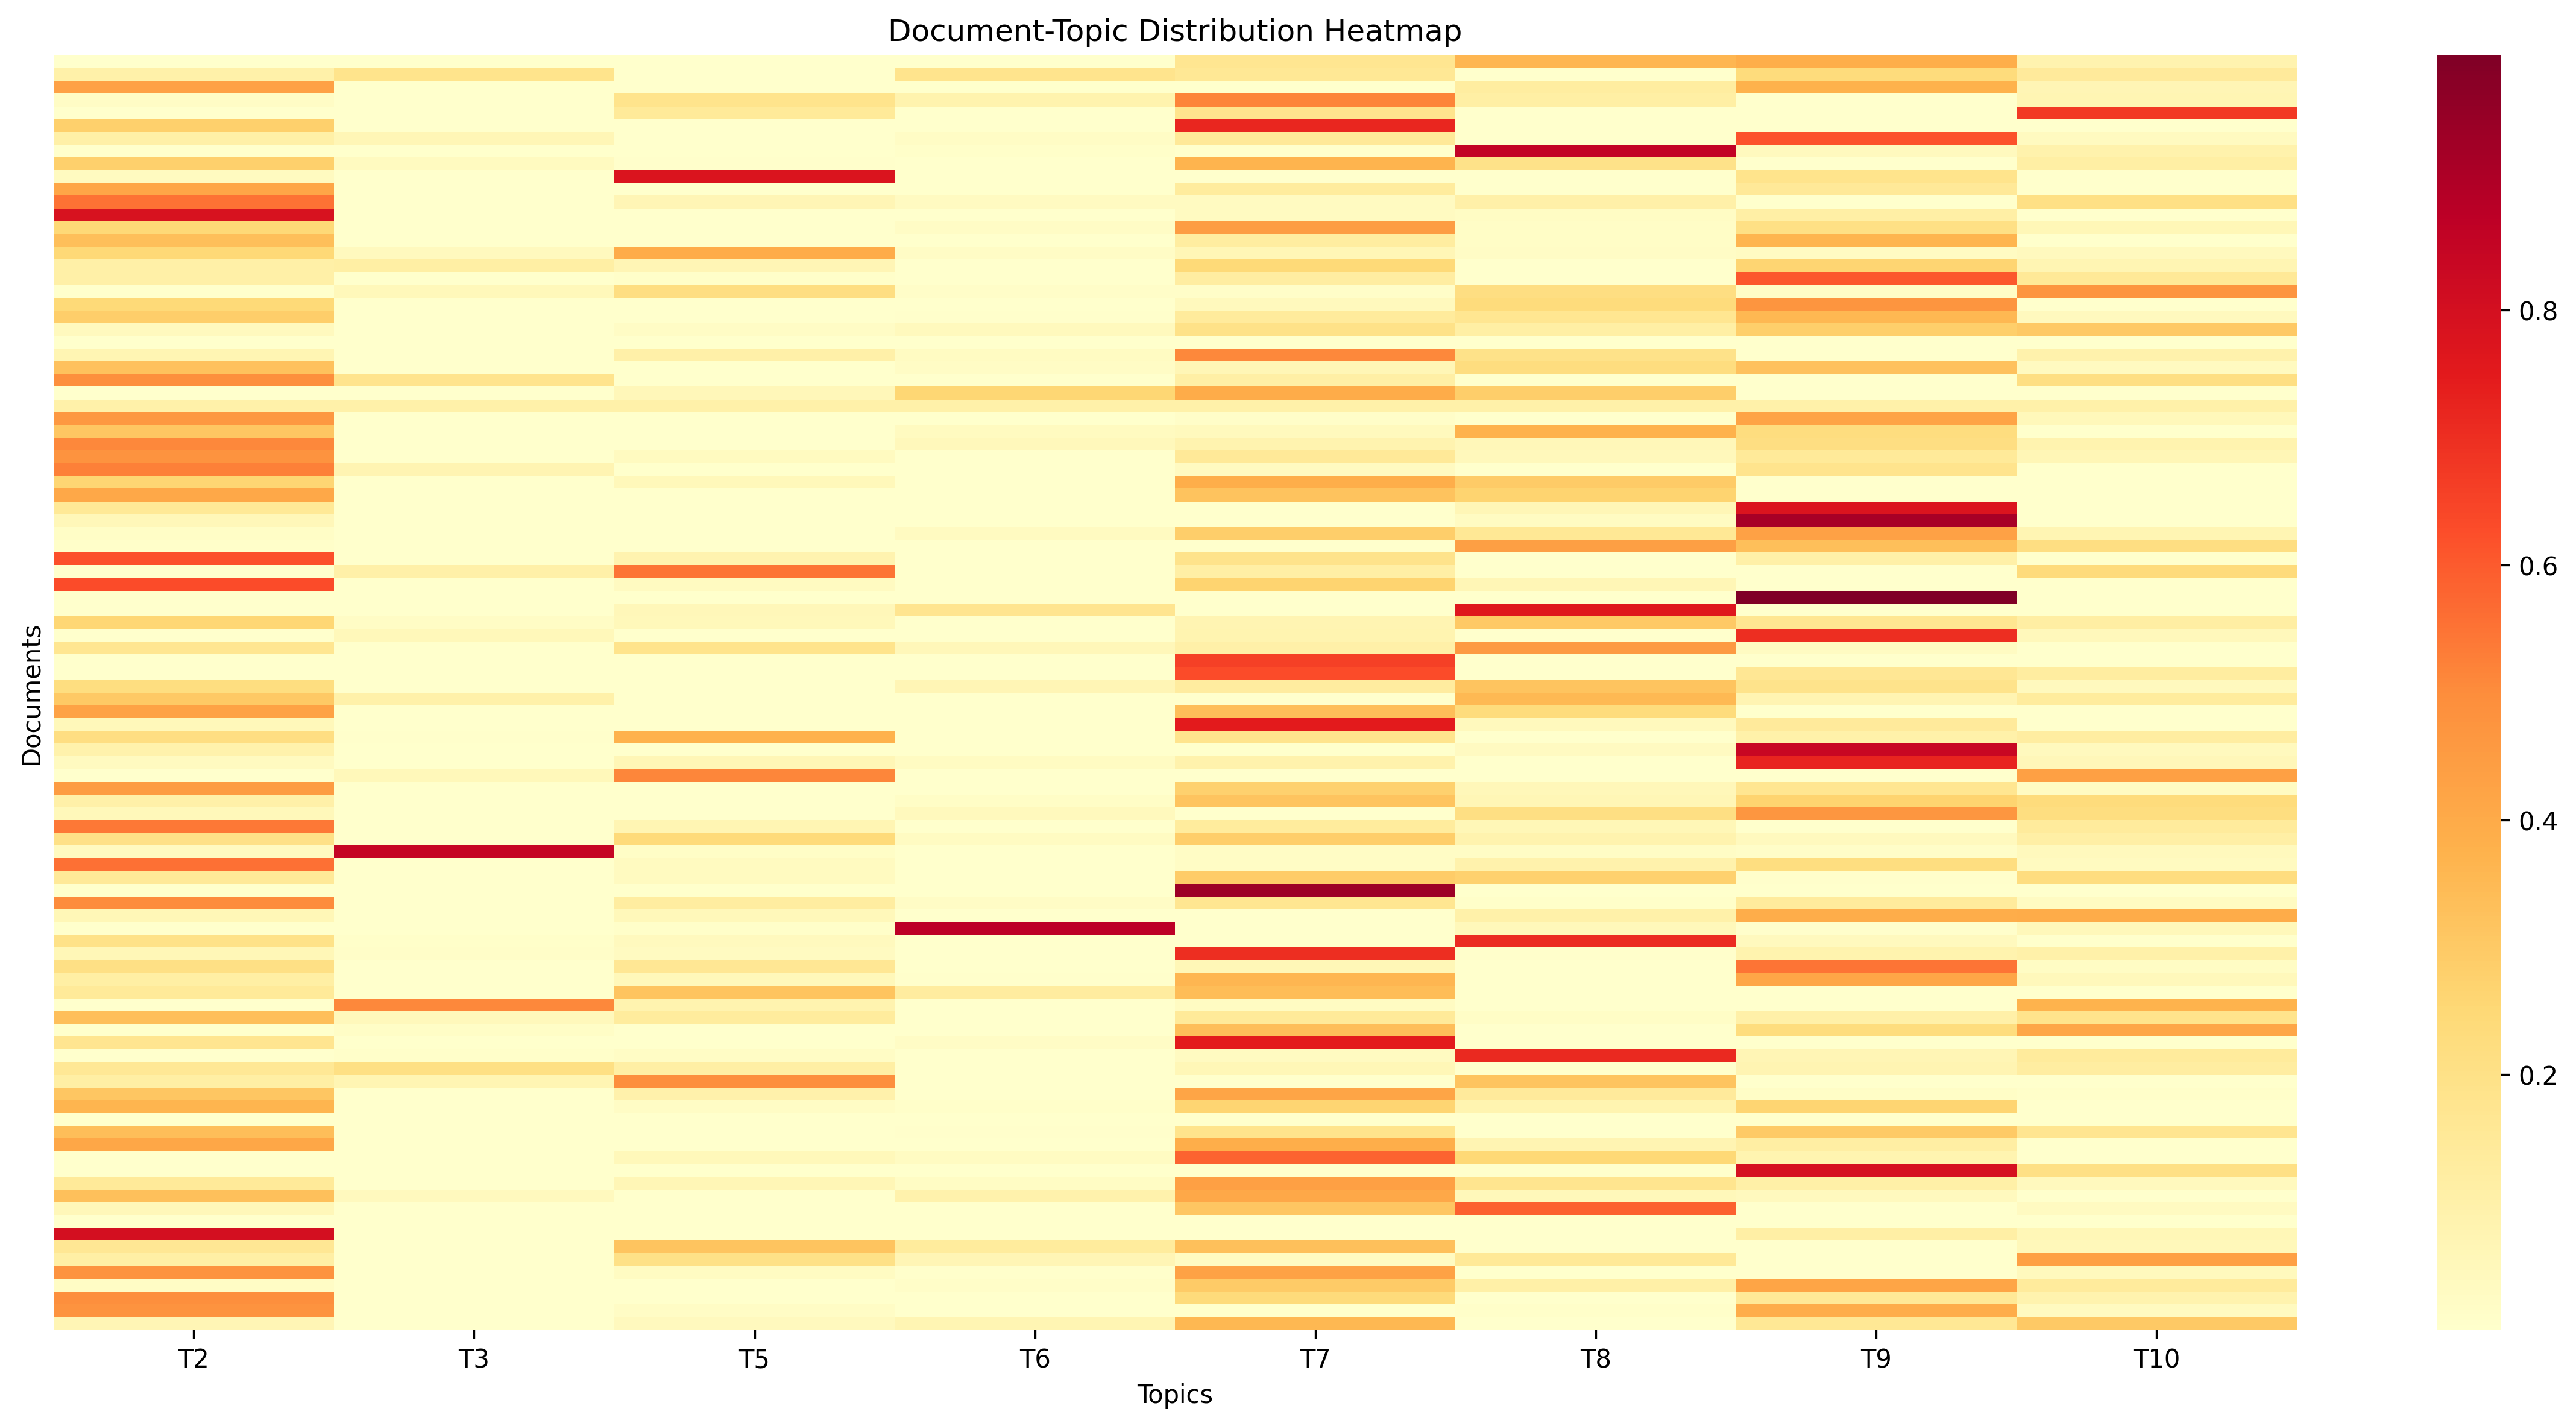 Document-Topic Distribution Heatmap
Documents
T2 T3 T5 T6 T7 T8 T9 T10
Topics
0.8
0.6
0.4
0.2